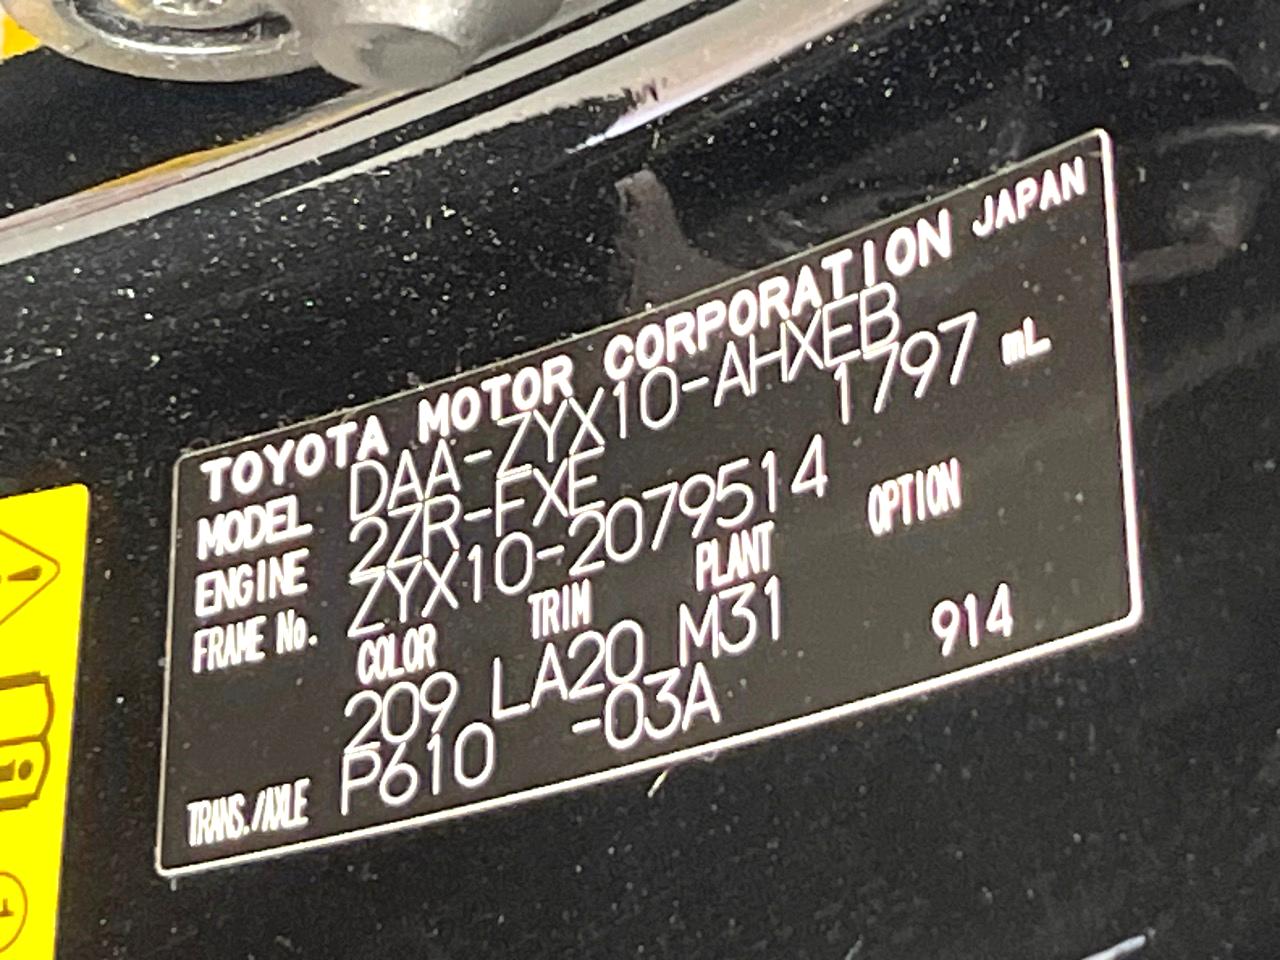 TOYOTA MOTOR CORPORATION JAPAN
MODEL DAA-ZYX10-AHXEB
ENGINE 2ZR-FXE 1797 mL
FRAME No. ZYX10-2079514
COLOR TRIM PLANT OPTION
209 LA20 M31
TRANS./AXLE P610 -03A 914